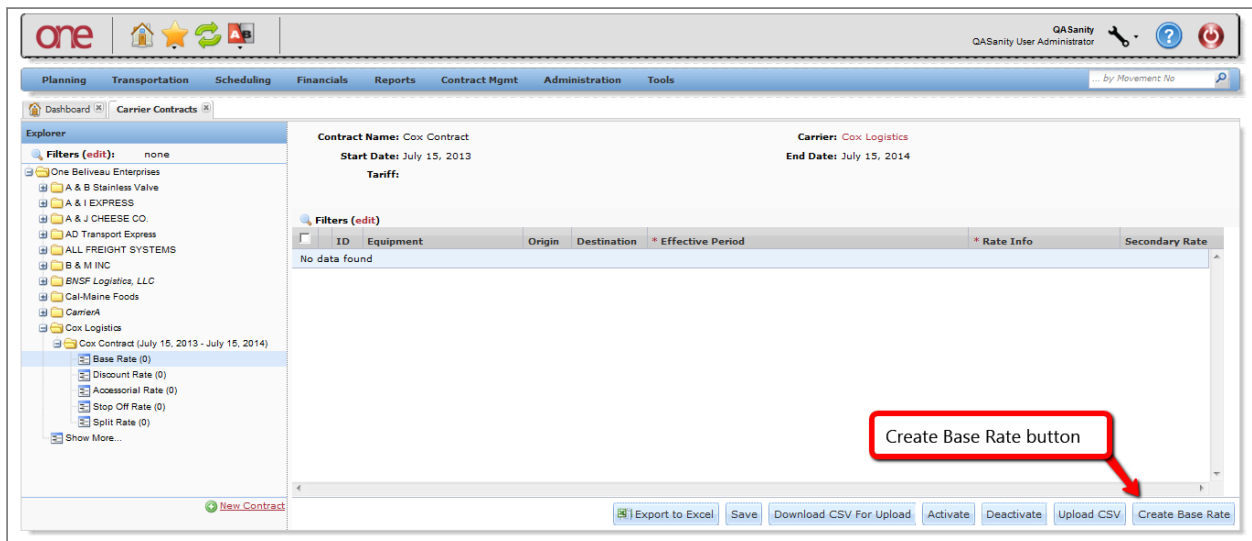 one
QASanity
QASanity User Administrator
Planning Transportation Scheduling Financials Reports Contract Mgmt Administration Tools
... by Movement No
Dashboard Carrier Contracts
Explorer
Filters (edit): none
One Beliveau Enterprises
A & B Stainless Valve
A & I EXPRESS
A & J CHEESE CO.
AD Transport Express
ALL FREIGHT SYSTEMS
B & M INC
BNSF Logistics, LLC
Cal-Maine Foods
CarrierA
Cox Logistics
Cox Contract (July 15, 2013 - July 15, 2014)
Base Rate (0)
Discount Rate (0)
Accessorial Rate (0)
Stop Off Rate (0)
Split Rate (0)
Show More...
New Contract
Contract Name: Cox Contract Carrier: Cox Logistics
Start Date: July 15, 2013 End Date: July 15, 2014
Tariff:
Filters (edit)
ID Equipment Origin Destination * Effective Period * Rate Info Secondary Rate
No data found
Create Base Rate button
Export to Excel Save Download CSV For Upload Activate Deactivate Upload CSV Create Base Rate